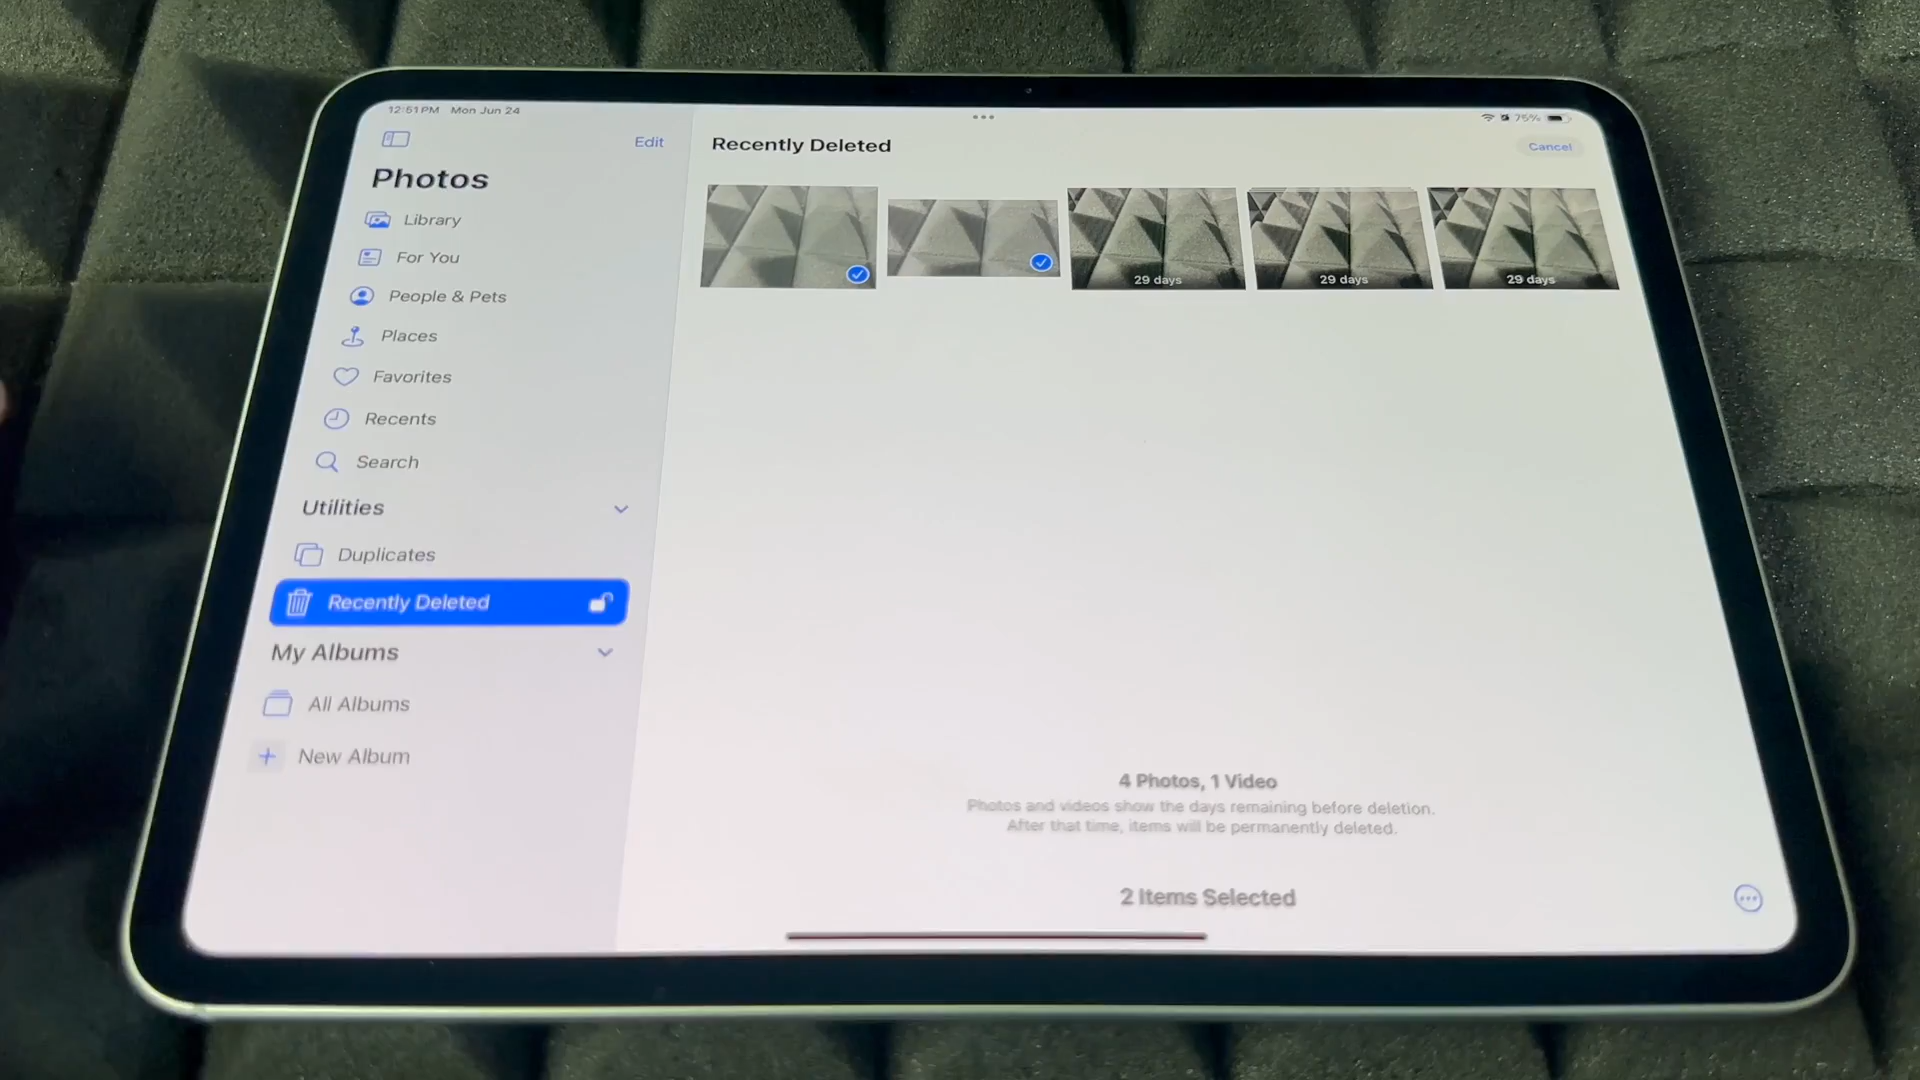 12:51 PM Mon Jun 24
75%
Edit
Photos
Library
For You
People & Pets
Places
Favorites
Recents
Search
Utilities
Duplicates
Recently Deleted
My Albums
All Albums
New Album
Recently Deleted
Cancel
29 days
29 days
29 days
4 Photos, 1 Video
Photos and videos show the days remaining before deletion.
After that time, items will be permanently deleted.
2 Items Selected